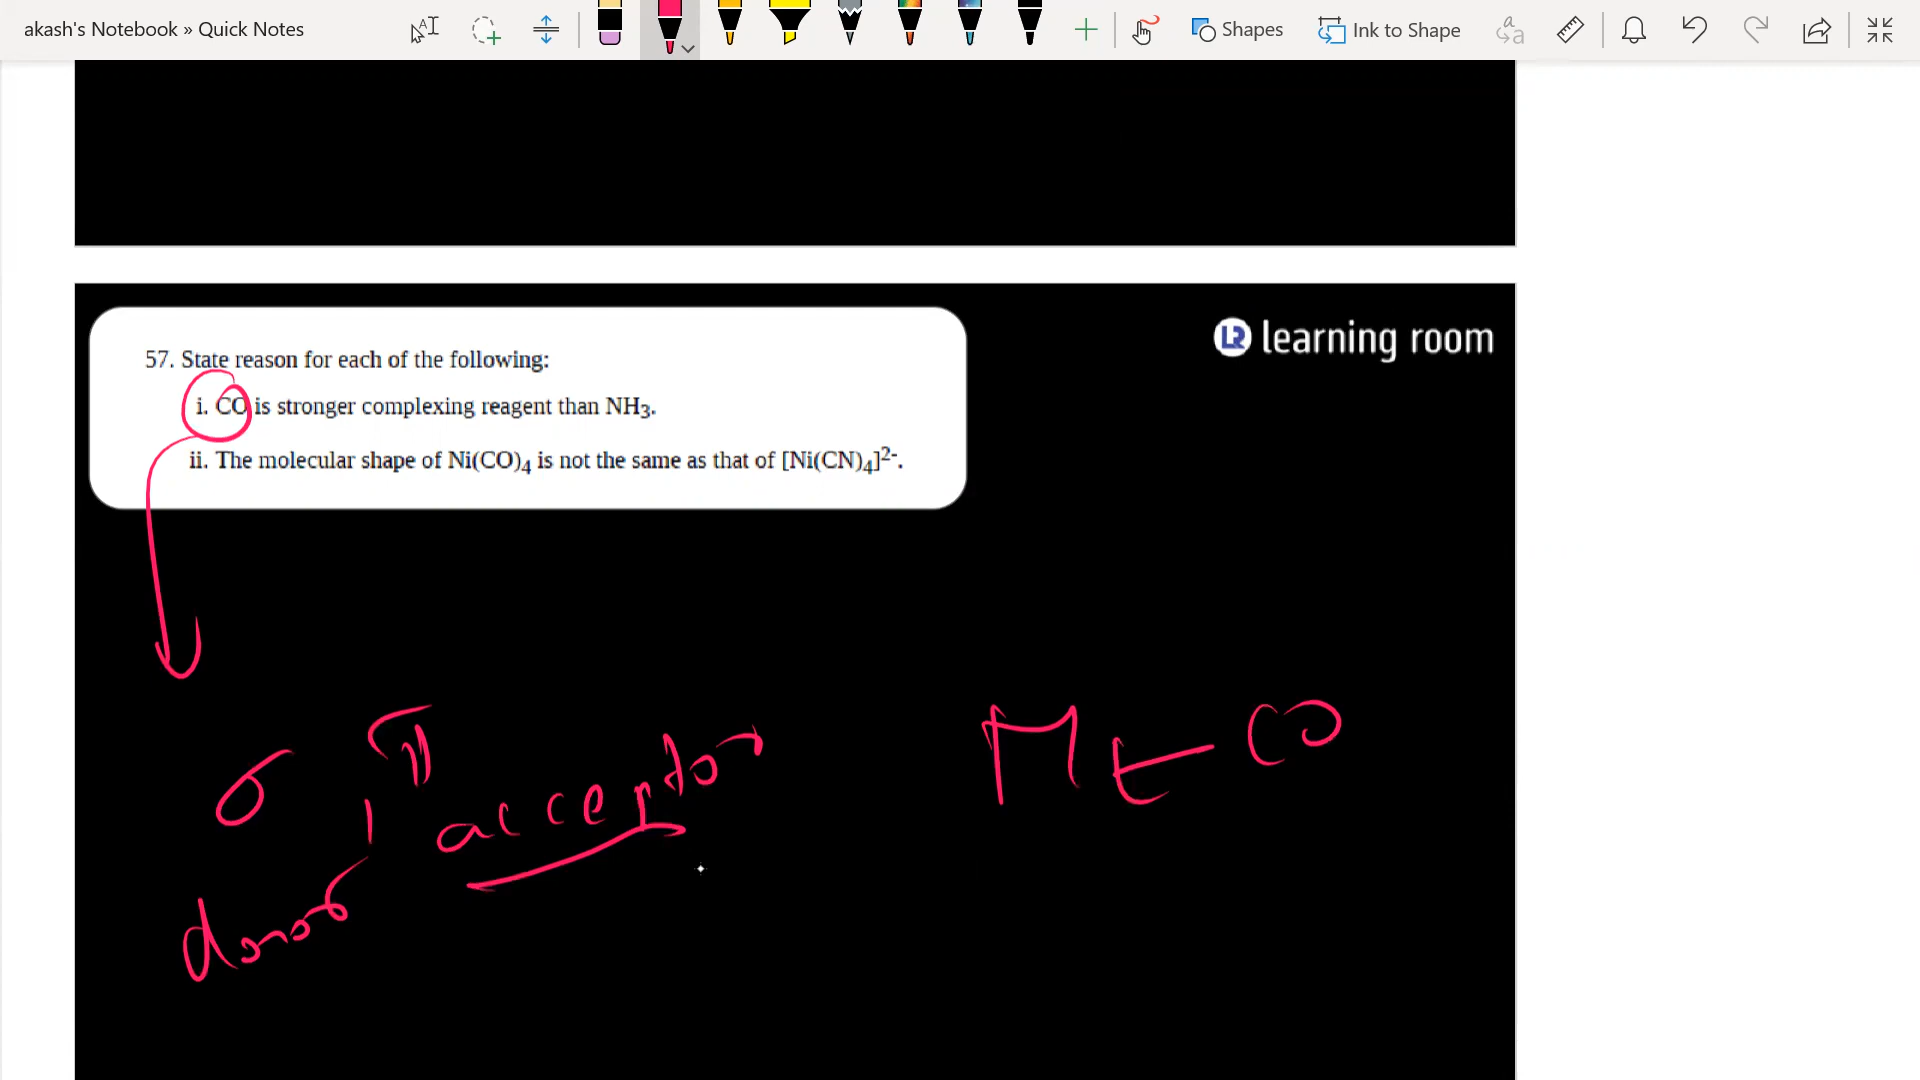 akash's Notebook » Quick Notes
Shapes
Ink to Shape
learning room
57. State reason for each of the following:
i. CO is stronger complexing reagent than NH₃.
ii. The molecular shape of Ni(CO)₄ is not the same as that of [Ni(CN)₄]²⁻.
σ donor, π acceptor
M ← CO